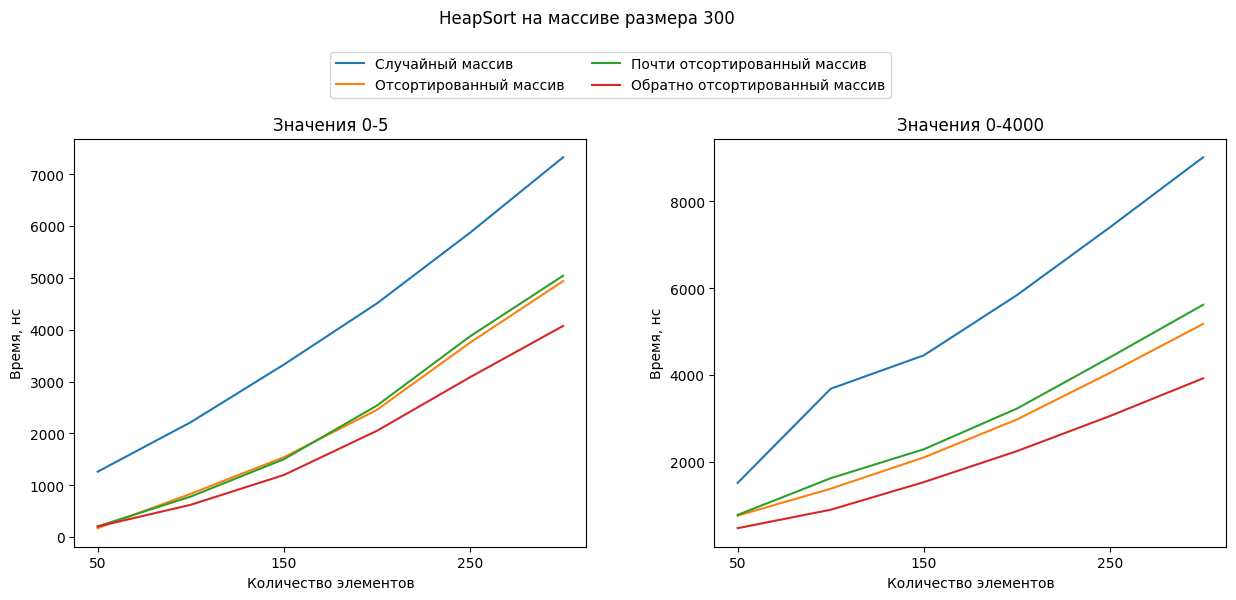 HeapSort на массиве размера 300
Случайный массив
Отсортированный массив
Почти отсортированный массив
Обратно отсортированный массив
Значения 0-5
7000
6000
5000
4000
3000
2000
1000
0
Время, нс
50
150
250
Количество элементов
Значения 0-4000
8000
6000
4000
2000
Время, нс
50
150
250
Количество элементов